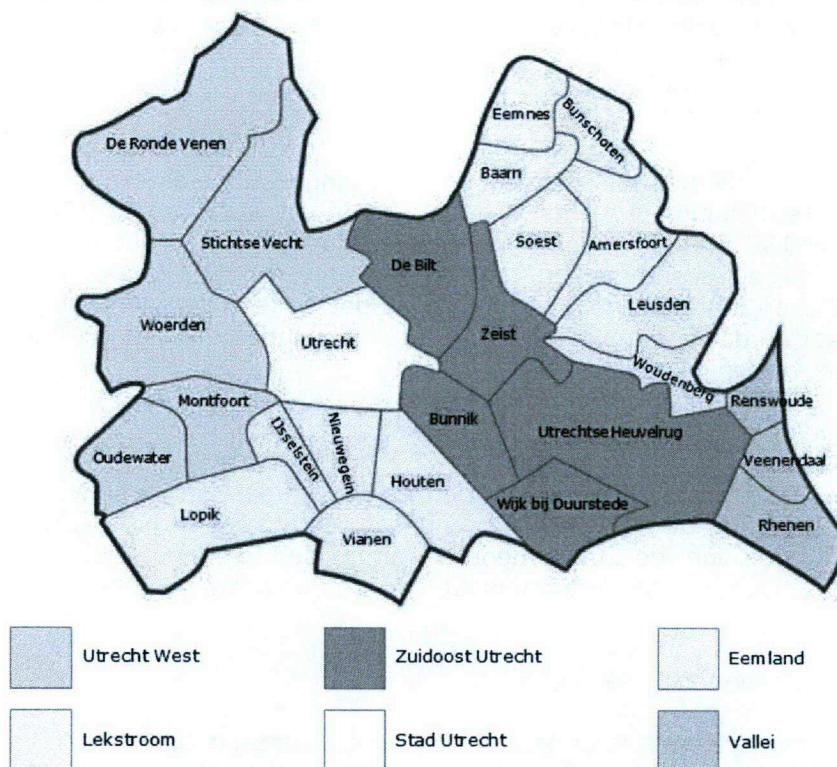 Eemnes
Bunschoten
De Ronde Venen
Baarn
Stichtse Vecht
Soest
Amersfoort
De Bilt
Leusden
Woerden
Utrecht
Zeist
Woudenberg
Montfoort
Renswoude
IJsselstein
Nieuwegein
Bunnik
Utrechtse Heuvelrug
Oudewater
Veenendaal
Houten
Lopik
Wijk bij Duurstede
Rhenen
Vianen
Utrecht West
Zuidoost Utrecht
Eemland
Lekstroom
Stad Utrecht
Vallei